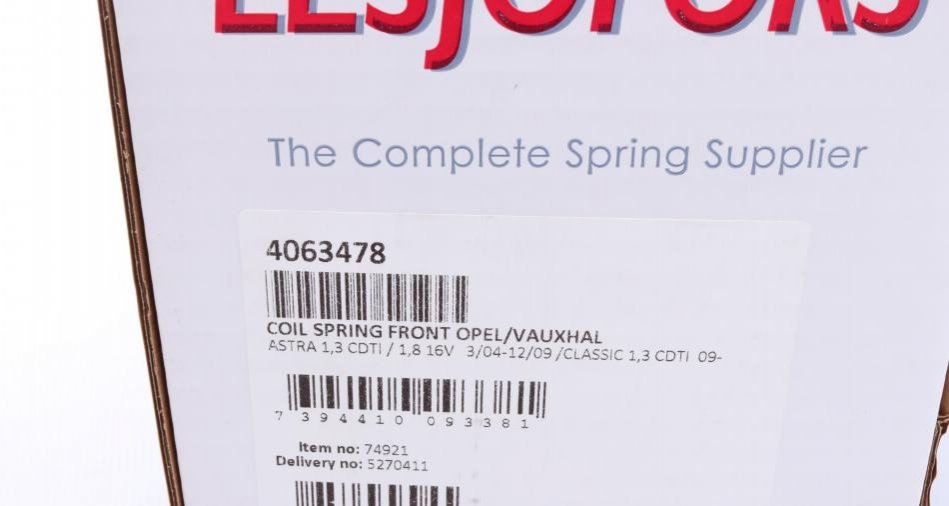 LESJÖFORS
The Complete Spring Supplier
4063478
COIL SPRING FRONT OPEL/VAUXHAL
ASTRA 1,3 CDTI / 1,8 16V 3/04-12/09 /CLASSIC 1,3 CDTI 09-
7 394410 093381
Item no: 74921
Delivery no: 5270411